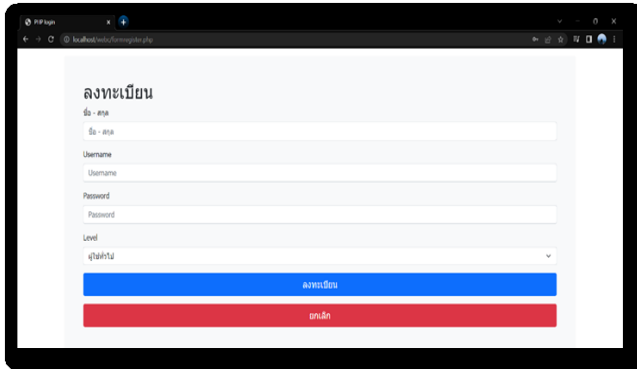 PHP login
localhost/webc/formregister.php
ลงทะเบียน
ชื่อ - สกุล
ชื่อ - สกุล
Username
Username
Password
Password
Level
ผู้ใช้ทั่วไป
ลงทะเบียน
ยกเลิก